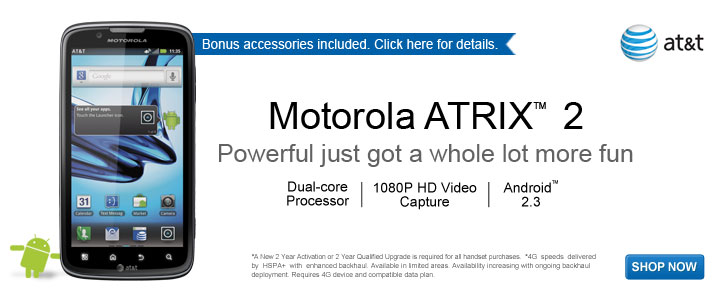 Bonus accessories included. Click here for details.
at&t
MOTOROLA
AT&T 11:35
Google
See all your apps.
Touch the Launcher icon.
31
Calendar Text Messag Market Camera
at&t
Motorola ATRIX™ 2
Powerful just got a whole lot more fun
Dual-core
Processor
1080P HD Video
Capture
Android™
2.3
*A New 2 Year Activation or 2 Year Qualified Upgrade is required for all handset purchases. *4G speeds delivered
by HSPA+ with enhanced backhaul. Available in limited areas. Availability increasing with ongoing backhaul
deployment. Requires 4G device and compatible data plan.
SHOP NOW